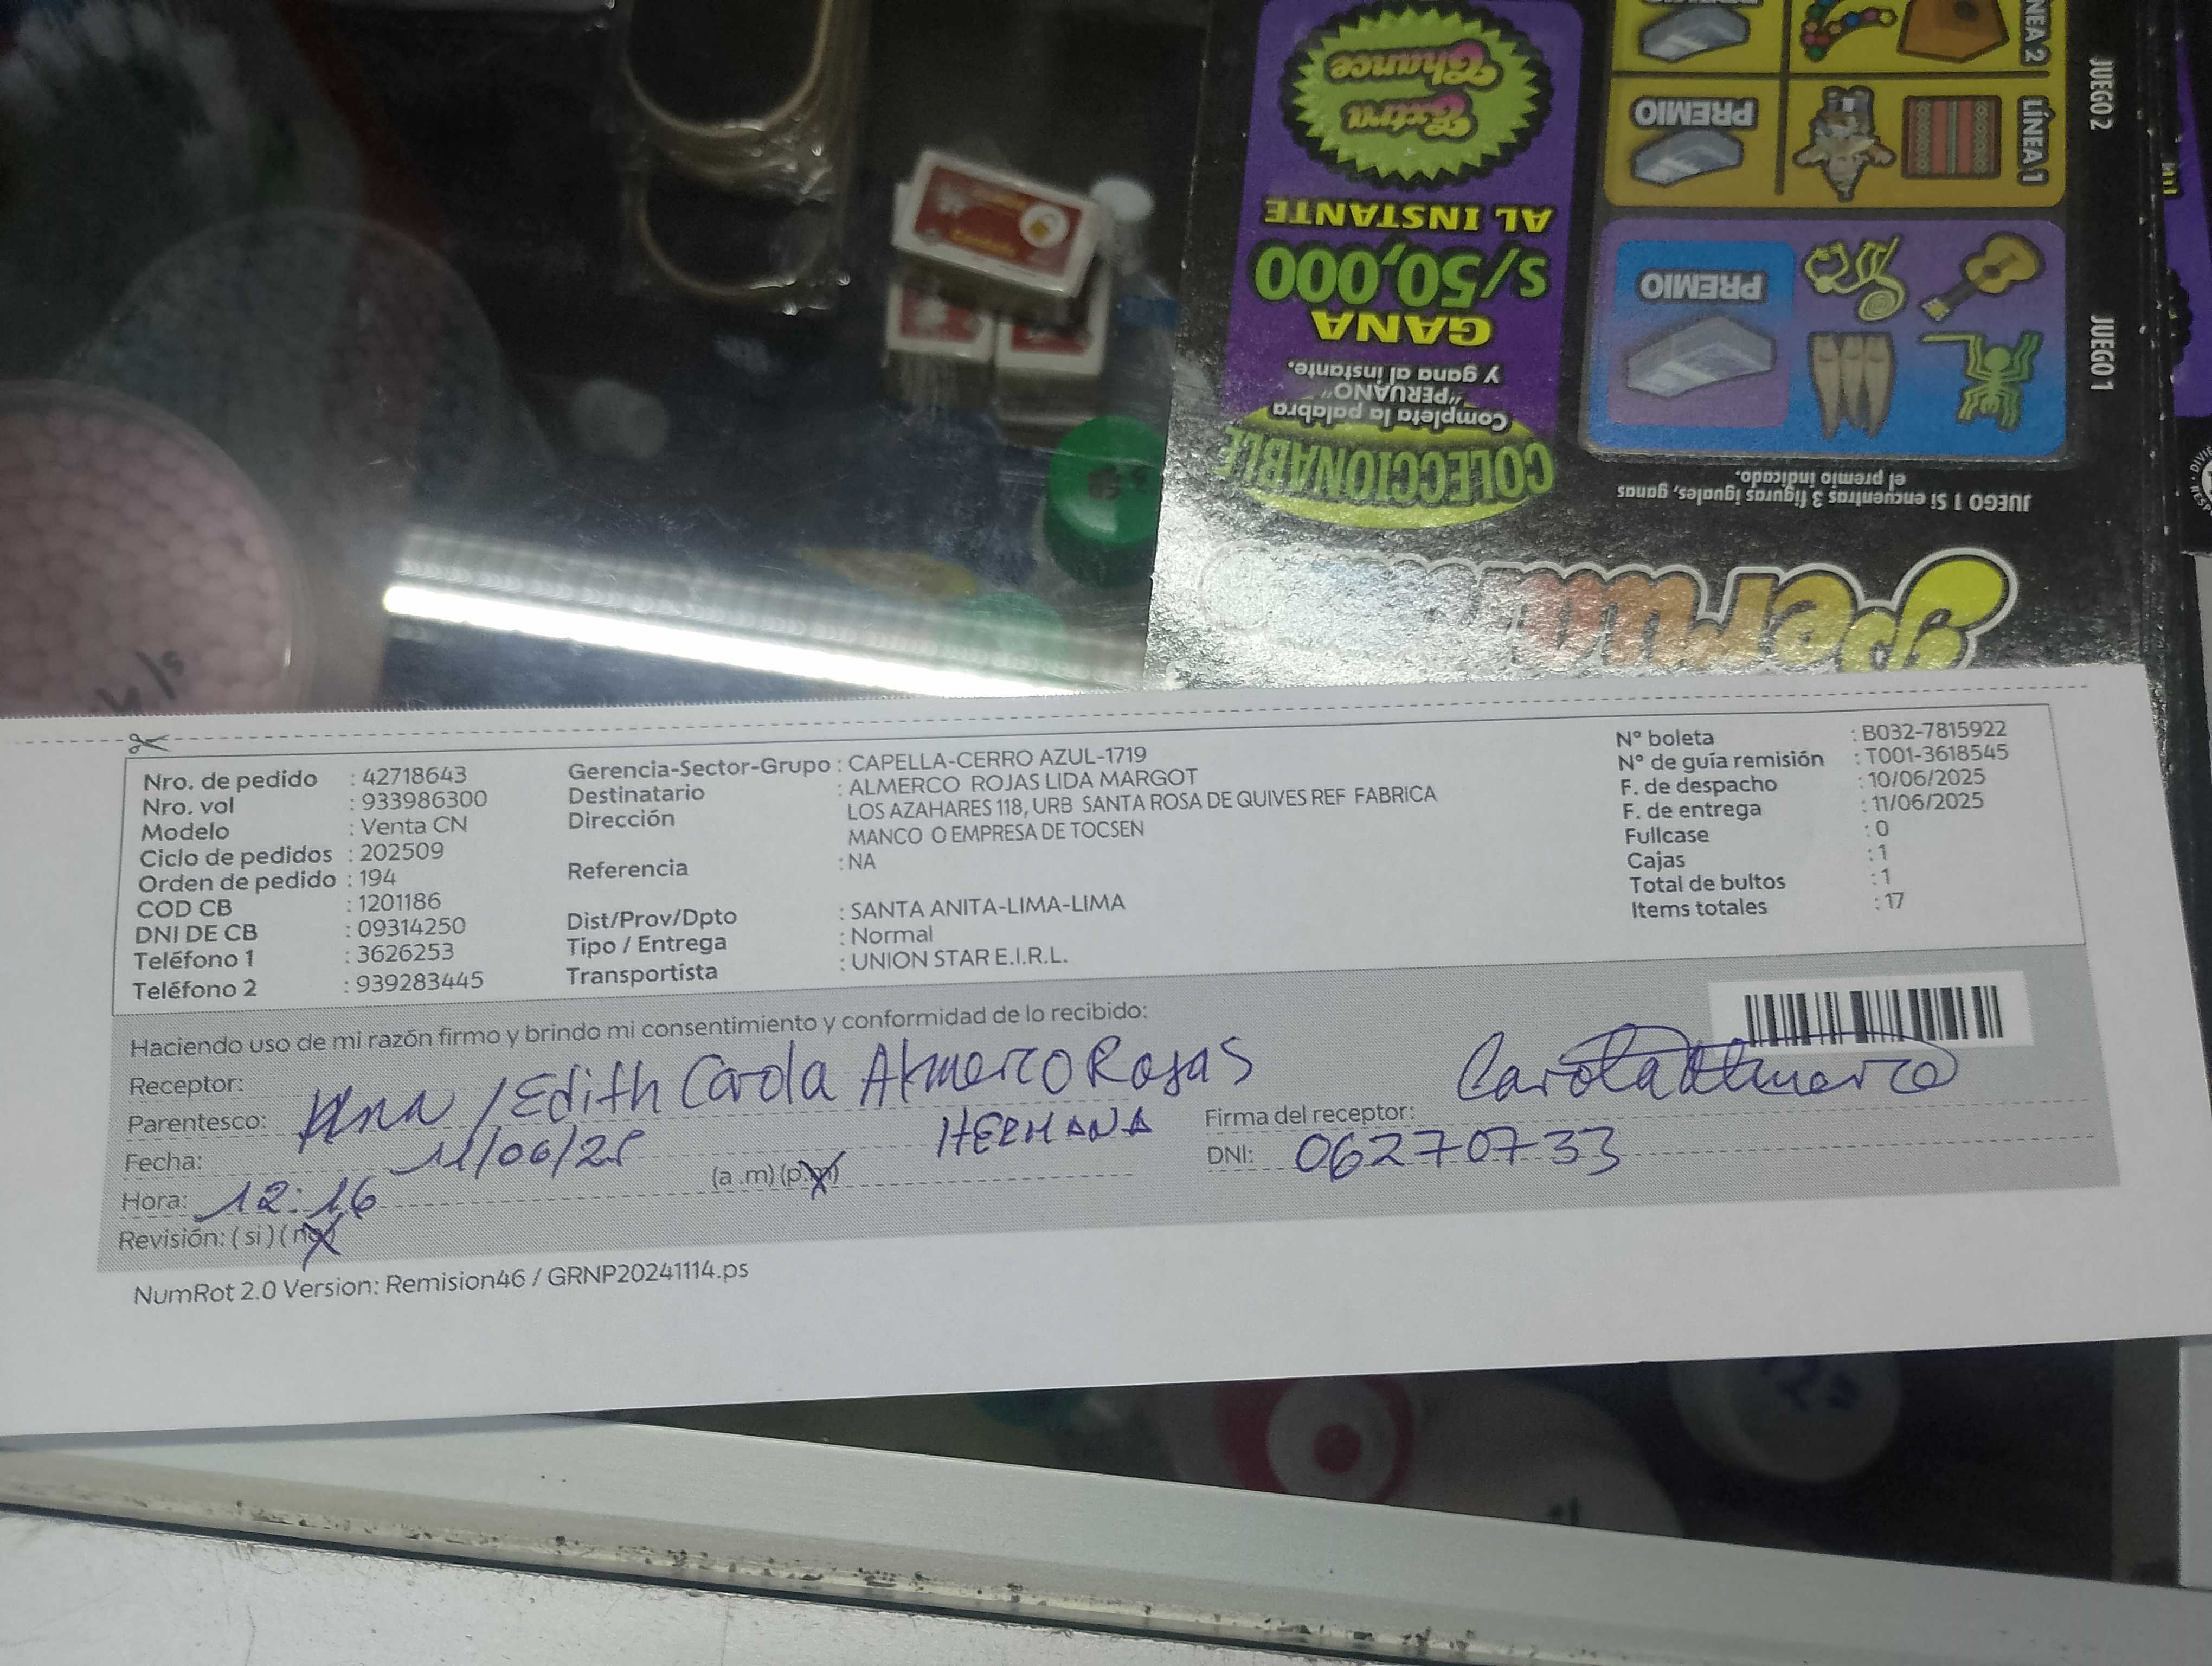 Extra
Chance
COLECCIONABLE
Completa la palabra
"PERUANO"
y gana al instante.
GANA
S/50,000
AL INSTANTE
JUEGO 1 Si encuentras 3 figuras iguales, ganas
el premio indicado.
JUEGO 1
PREMIO
JUEGO 2
LÍNEA 1
PREMIO
Nro. de pedido : 42718643
Nro. vol : 933986300
Modelo : Venta CN
Ciclo de pedidos : 202509
Orden de pedido : 194
COD CB : 1201186
DNI DE CB : 09314250
Teléfono 1 : 3626253
Teléfono 2 : 939283445
Gerencia-Sector-Grupo : CAPELLA-CERRO AZUL-1719
Destinatario : ALMERCO ROJAS LIDA MARGOT
Dirección LOS AZAHARES 118, URB SANTA ROSA DE QUIVES REF FABRICA
MANCO O EMPRESA DE TOCSEN
Referencia : NA
Dist/Prov/Dpto : SANTA ANITA-LIMA-LIMA
Tipo / Entrega : Normal
Transportista : UNION STAR E.I.R.L.
N° boleta : B032-7815922
N° de guía remisión : T001-3618545
F. de despacho : 10/06/2025
F. de entrega : 11/06/2025
Fullcase : 0
Cajas : 1
Total de bultos : 1
Items totales : 17
Haciendo uso de mi razón firmo y brindo mi consentimiento y conformidad de lo recibido:
Receptor: / Edith Carola Almerco Rojas
Parentesco: HERMANA
Fecha: 11/06/25
Hora: 12:16 (a .m) (p.m)
Revisión: ( si ) ( no )
Firma del receptor: Carola Almerco
DNI: 06270733
NumRot 2.0 Version: Remision46 / GRNP20241114.ps